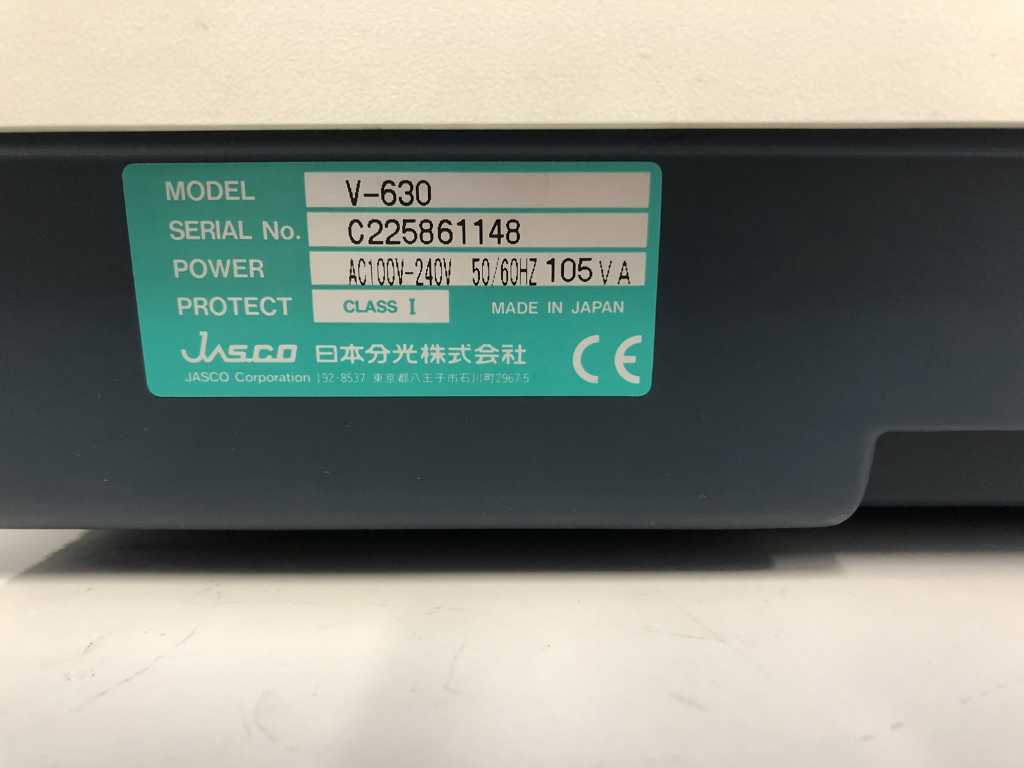 MODEL V-630
SERIAL No. C225861148
POWER AC100V-240V 50/60HZ 105VA
PROTECT CLASS I MADE IN JAPAN
JASCO 日本分光株式会社 CE
JASCO Corporation 192-8537 東京都八王子市石川町2967-5